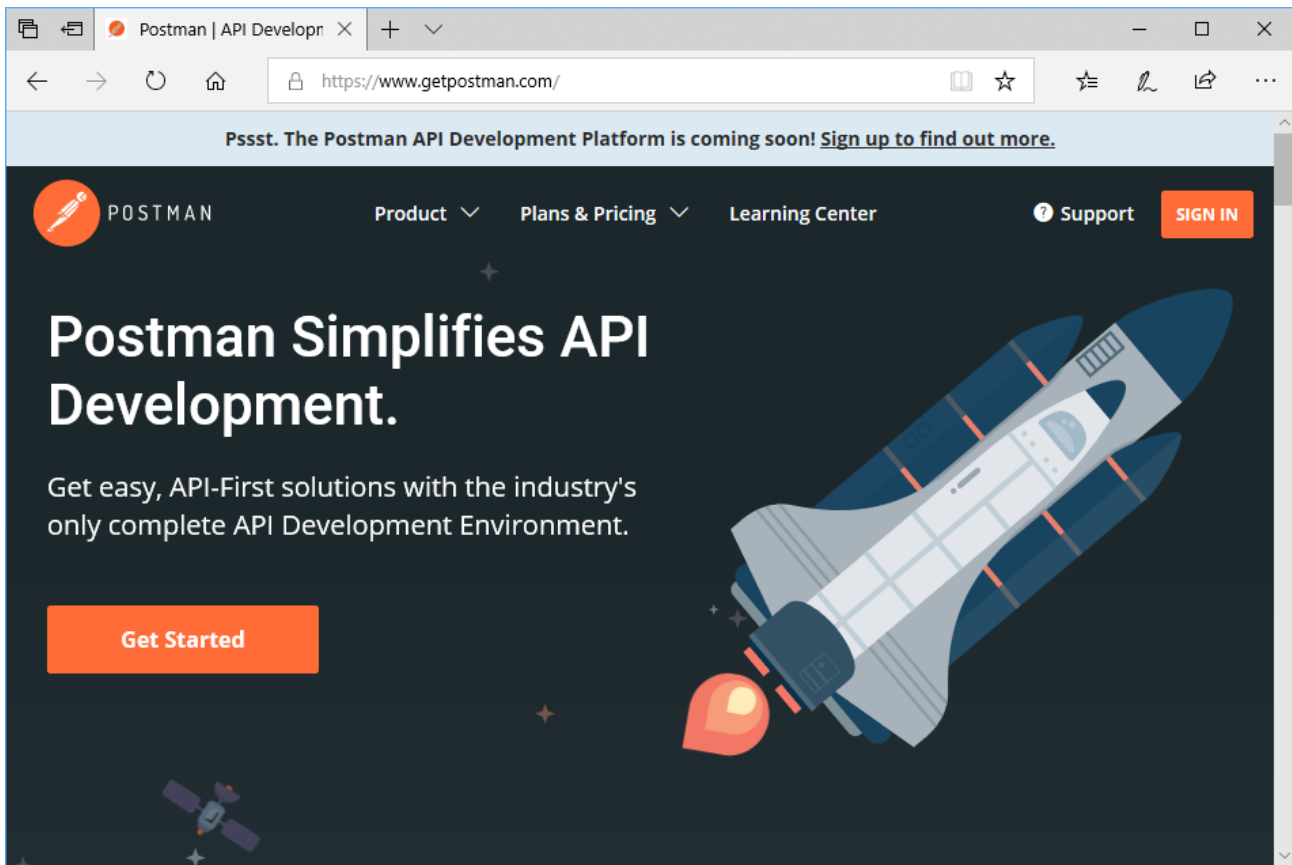 Postman | API Developr
https://www.getpostman.com/
Pssst. The Postman API Development Platform is coming soon! Sign up to find out more.
POSTMAN Product Plans & Pricing Learning Center ? Support SIGN IN
Postman Simplifies API
Development.
Get easy, API-First solutions with the industry's
only complete API Development Environment.
Get Started